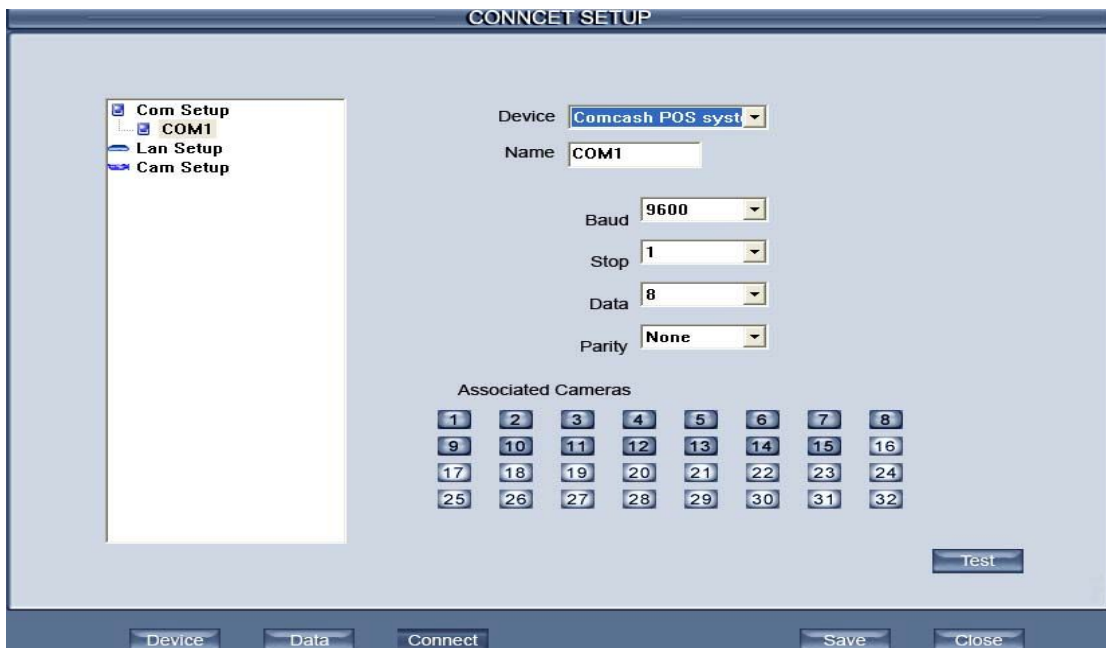 CONNCET SETUP
Com Setup
COM1
Lan Setup
Cam Setup
Device Comcash POS syst
Name COM1
Baud 9600
Stop 1
Data 8
Parity None
Associated Cameras
1 2 3 4 5 6 7 8
9 10 11 12 13 14 15 16
17 18 19 20 21 22 23 24
25 26 27 28 29 30 31 32
Test
Device Data Connect Save Close